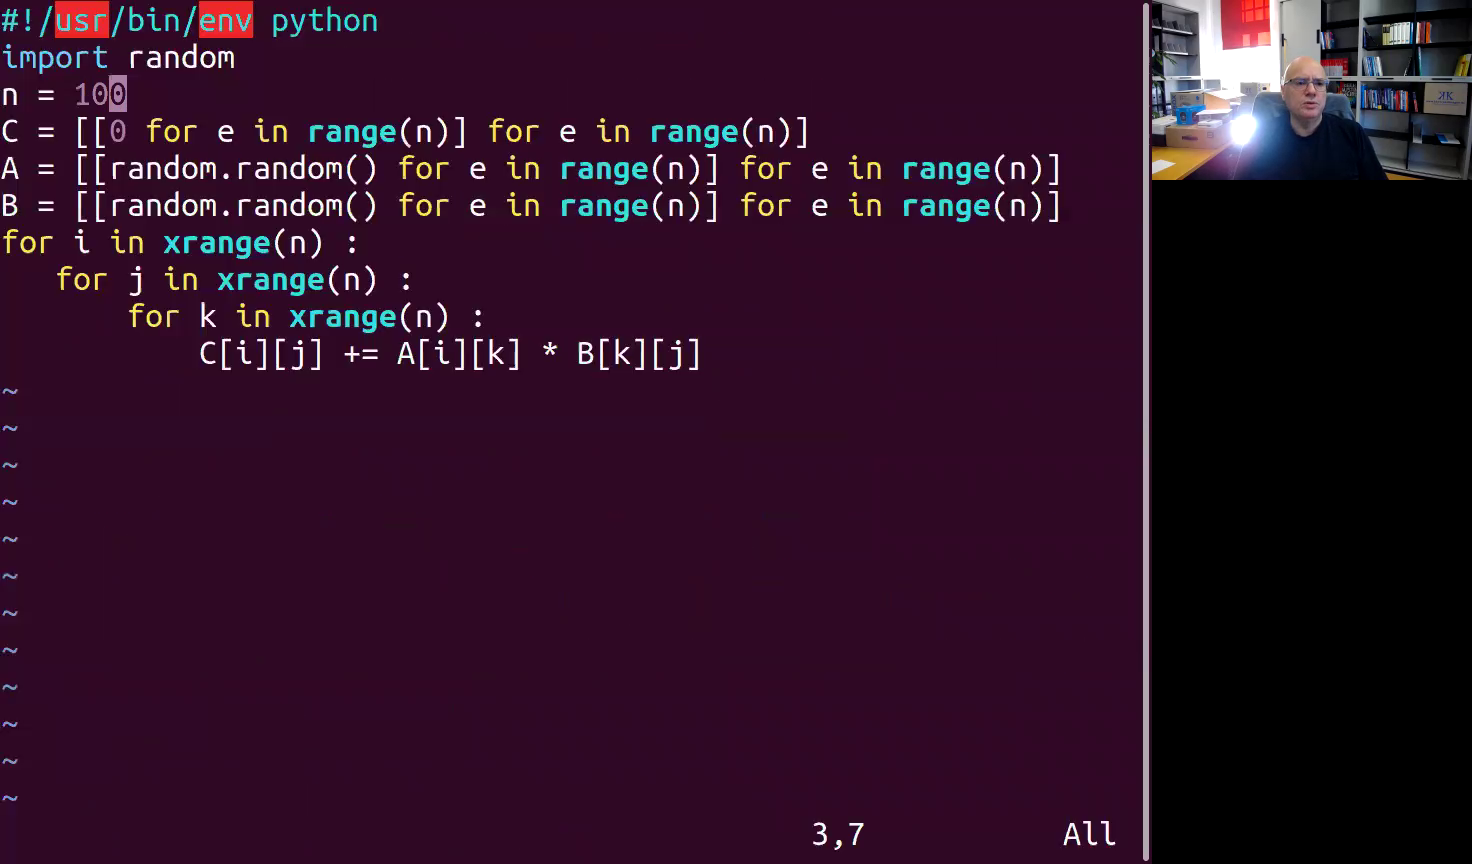 #!/usr/bin/env python
import random
n = 100
C = [[0 for e in range(n)] for e in range(n)]
A = [[random.random() for e in range(n)] for e in range(n)]
B = [[random.random() for e in range(n)] for e in range(n)]
for i in xrange(n) :
   for j in xrange(n) :
       for k in xrange(n) :
           C[i][j] += A[i][k] * B[k][j]
~
~
~
~
~
~
~
~
~
~
~
~
3,7 All